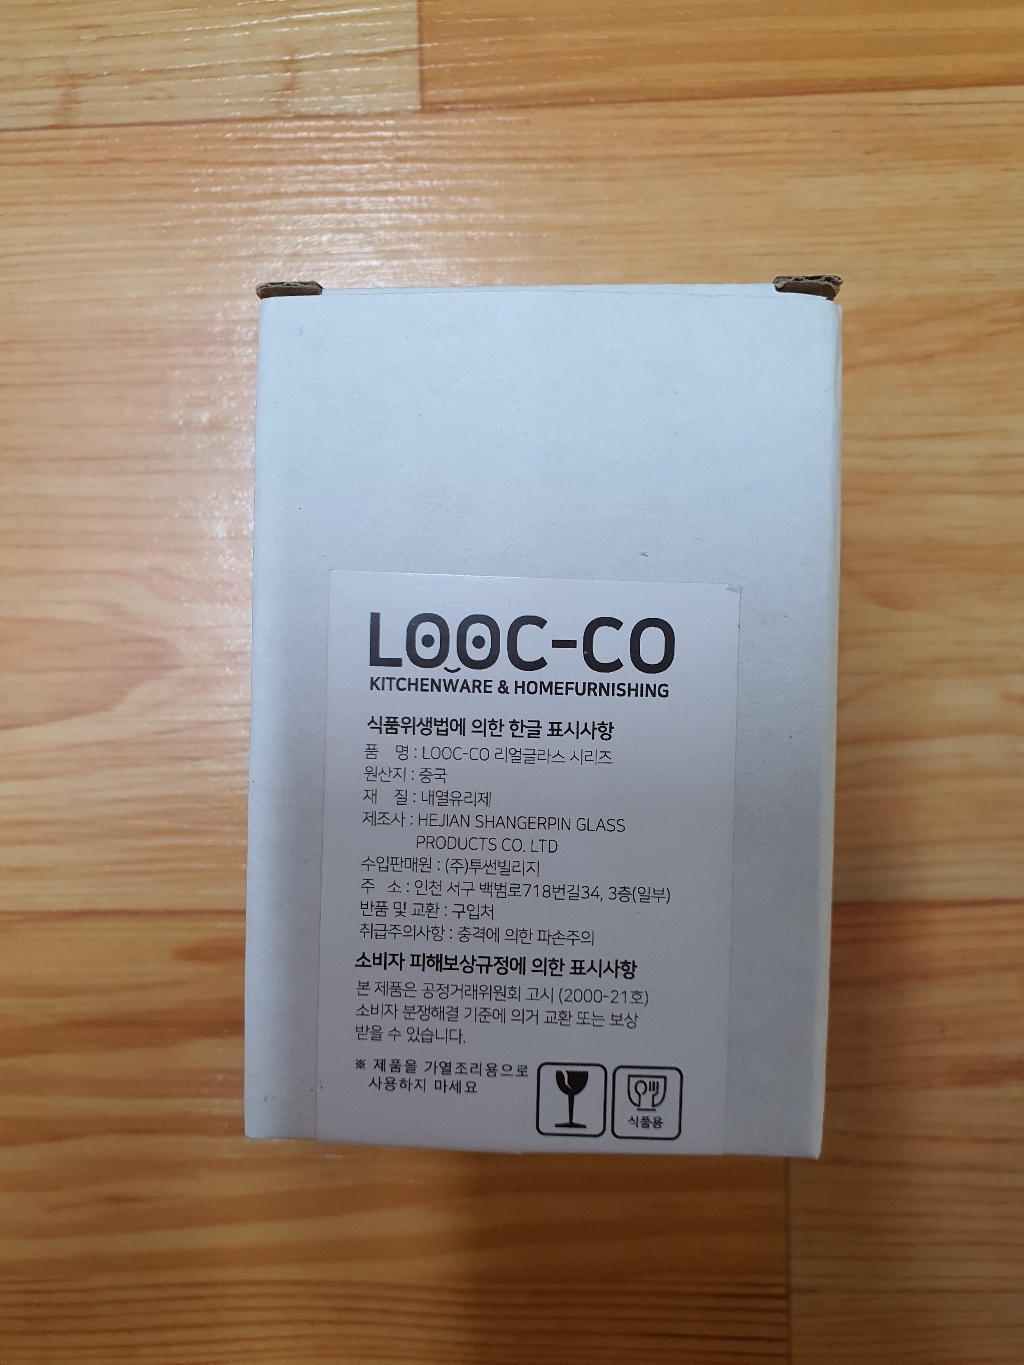 LOOC-CO
KITCHENWARE & HOMEFURNISHING
식품위생법에 의한 한글 표시사항
품 명 : LOOC-CO 리얼글라스 시리즈
원산지 : 중국
재 질 : 내열유리제
제조사 : HEJIAN SHANGERPIN GLASS
PRODUCTS CO. LTD
수입판매원 : (주)투썬빌리지
주 소 : 인천 서구 백범로718번길34, 3층(일부)
반품 및 교환 : 구입처
취급주의사항 : 충격에 의한 파손주의
소비자 피해보상규정에 의한 표시사항
본 제품은 공정거래위원회 고시 (2000-21호)
소비자 분쟁해결 기준에 의거 교환 또는 보상
받을 수 있습니다.
※ 제품을 가열조리용으로
사용하지 마세요
식품용